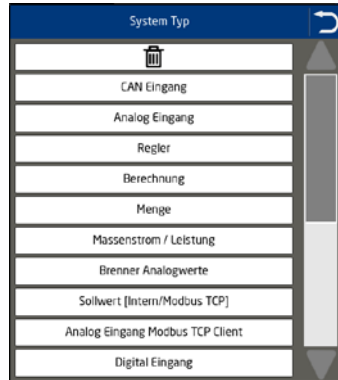 System Typ
CAN Eingang
Analog Eingang
Regler
Berechnung
Menge
Massenstrom / Leistung
Brenner Analogwerte
Sollwert [Intern/Modbus TCP]
Analog Eingang Modbus TCP Client
Digital Eingang